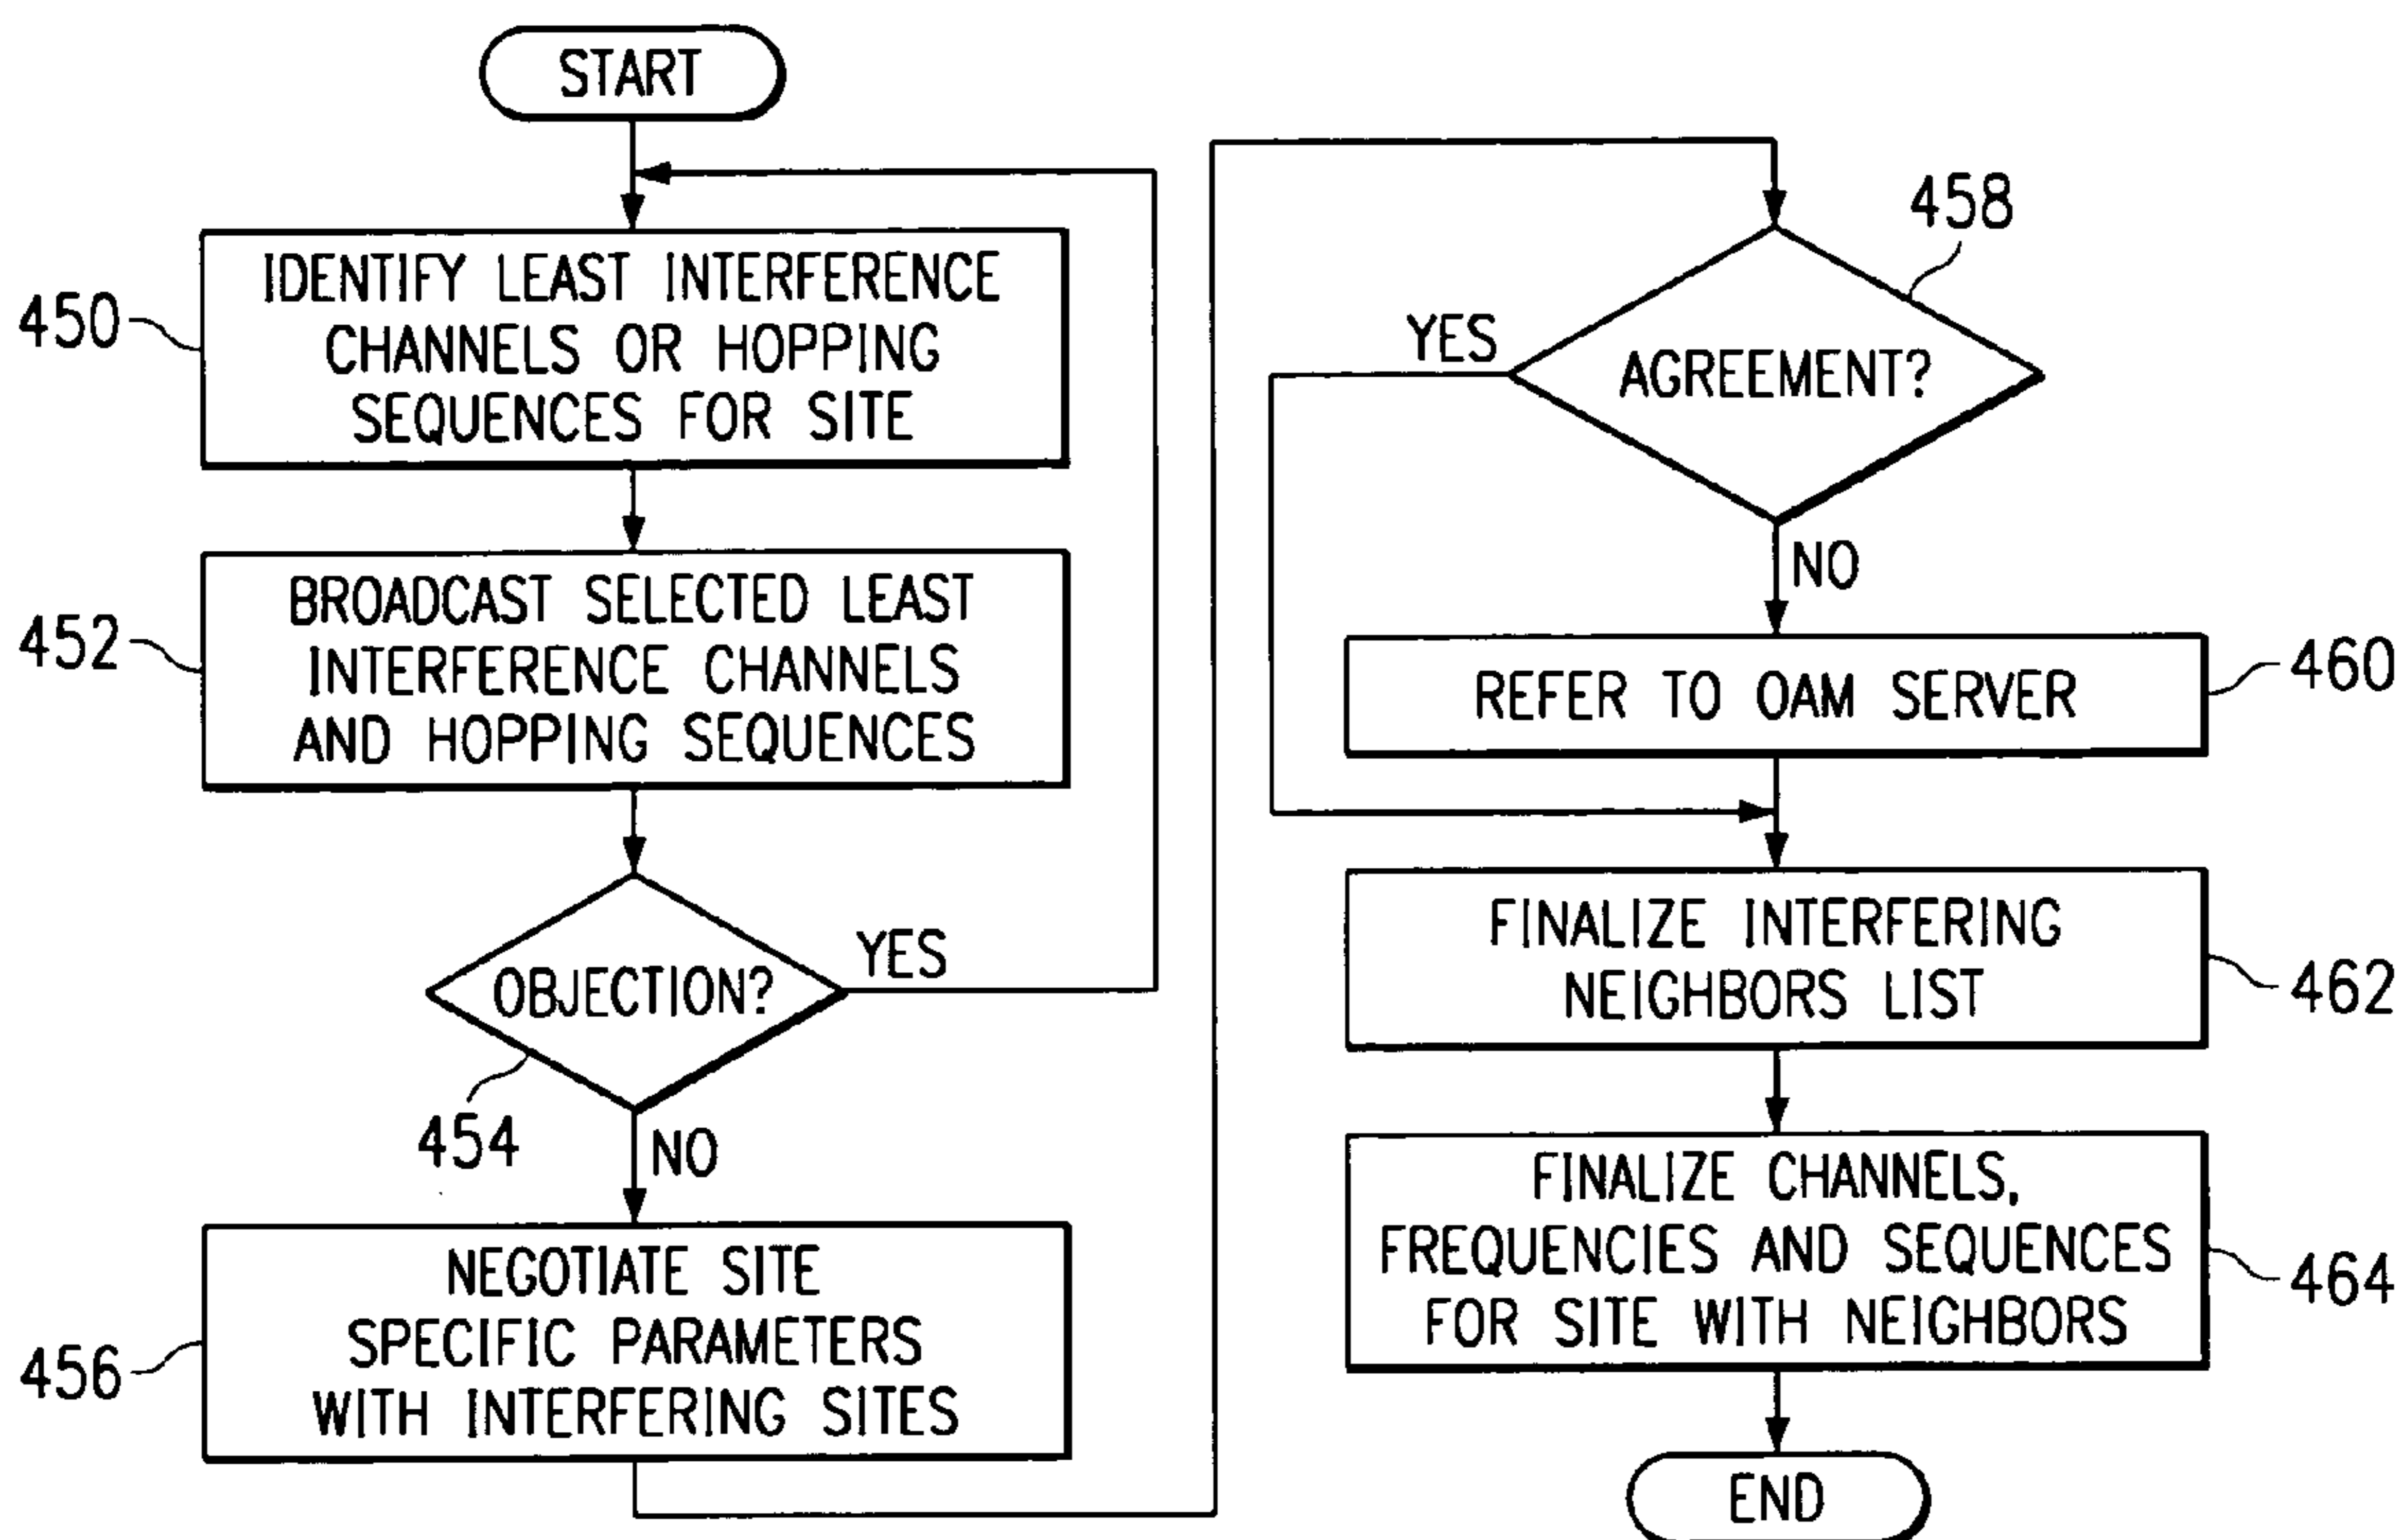 START
450
IDENTIFY LEAST INTERFERENCE
CHANNELS OR HOPPING
SEQUENCES FOR SITE
452
BROADCAST SELECTED LEAST
INTERFERENCE CHANNELS
AND HOPPING SEQUENCES
OBJECTION?
YES
454
NO
456
NEGOTIATE SITE
SPECIFIC PARAMETERS
WITH INTERFERING SITES
458
YES
AGREEMENT?
NO
REFER TO OAM SERVER
460
FINALIZE INTERFERING
NEIGHBORS LIST
462
FINALIZE CHANNELS,
FREQUENCIES AND SEQUENCES
FOR SITE WITH NEIGHBORS
464
END